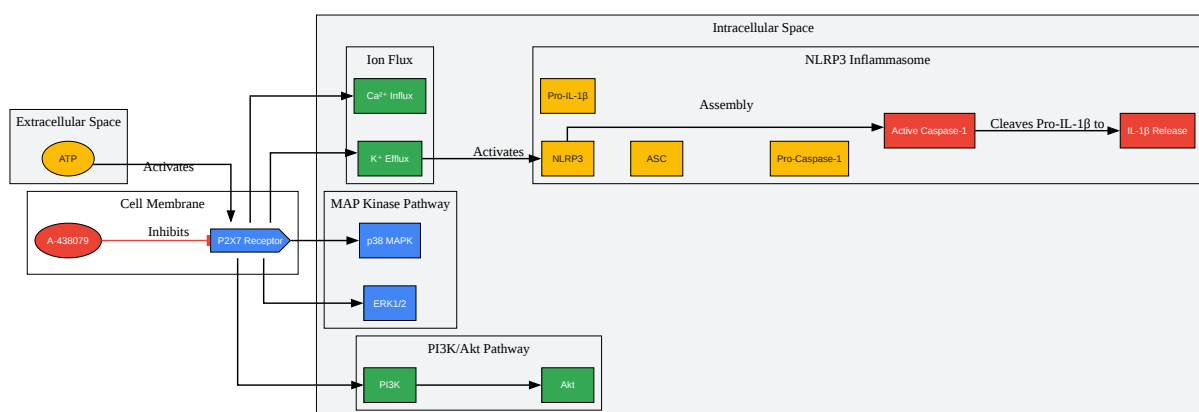 Intracellular Space
Ion Flux
NLRP3 Inflammasome
Ca²⁺ Influx
Pro-IL-1β
Assembly
Extracellular Space
Active Caspase-1
Cleaves Pro-IL-1β to
IL-1β Release
ATP
Activates
K⁺ Efflux
Activates
NLRP3
ASC
Pro-Caspase-1
Cell Membrane
MAP Kinase Pathway
A-438079
Inhibits
P2X7 Receptor
p38 MAPK
ERK1/2
PI3K/Akt Pathway
PI3K
Akt